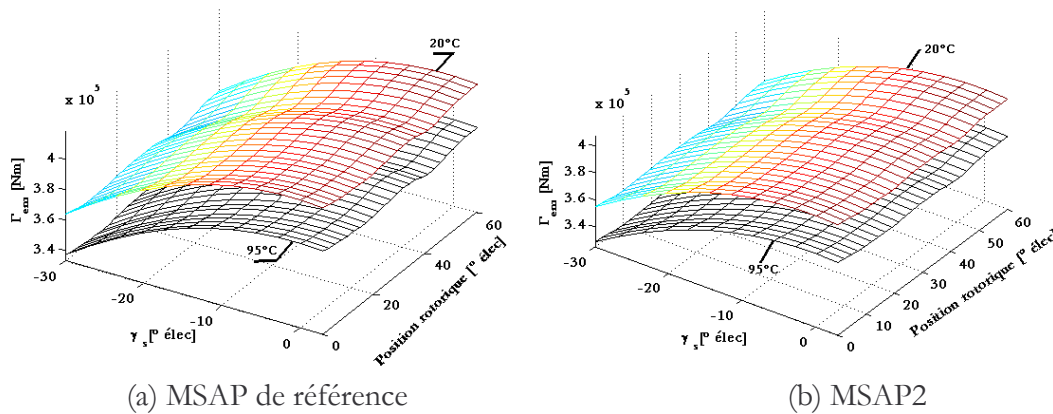 20°C
x 10 5
Γem [Nm]
4
3.8
3.6
3.4
-30
-20
-10
0
γ s [° élec]
0
20
40
60
Position rotorique [° élec]
95°C
(a) MSAP de référence
20°C
x 10 5
Γem [Nm]
4
3.8
3.6
3.4
-30
-20
-10
0
γs[° élec]
0
10
20
30
40
50
60
Position rotorique [° él
95°C
(b) MSAP2